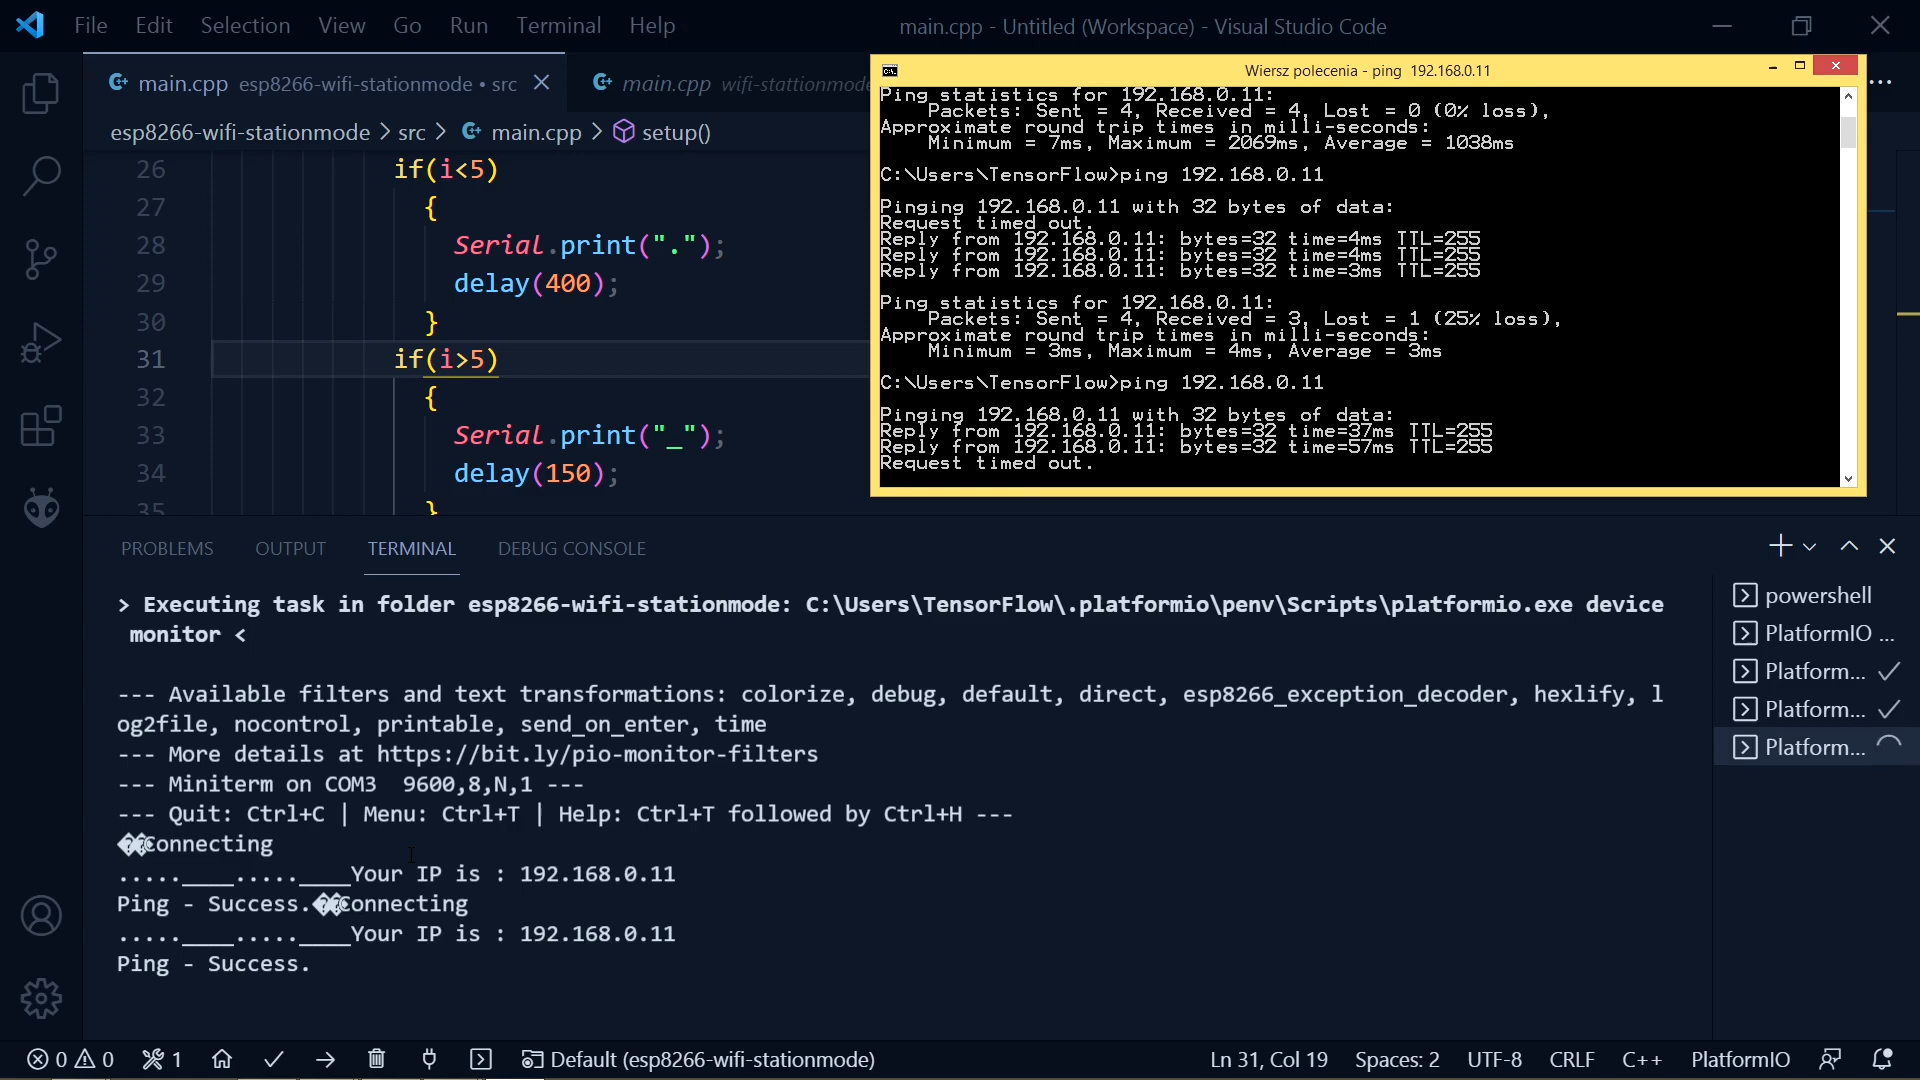 File Edit Selection View Go Run Terminal Help
main.cpp - Untitled (Workspace) - Visual Studio Code
main.cpp esp8266-wifi-stationmode • src
main.cpp wifi-stattionmode
esp8266-wifi-stationmode > src > main.cpp > setup()
26 if(i<5)
27 {
28 Serial.print(".");
29 delay(400);
30 }
31 if(i>5)
32 {
33 Serial.print("_");
34 delay(150);
35 }
Wiersz polecenia - ping 192.168.0.11
Ping statistics for 192.168.0.11:
Packets: Sent = 4, Received = 4, Lost = 0 (0% loss),
Approximate round trip times in milli-seconds:
Minimum = 7ms, Maximum = 2069ms, Average = 1038ms
C:\Users\TensorFlow>ping 192.168.0.11
Pinging 192.168.0.11 with 32 bytes of data:
Request timed out.
Reply from 192.168.0.11: bytes=32 time=4ms TTL=255
Reply from 192.168.0.11: bytes=32 time=4ms TTL=255
Reply from 192.168.0.11: bytes=32 time=3ms TTL=255
Ping statistics for 192.168.0.11:
Packets: Sent = 4, Received = 3, Lost = 1 (25% loss),
Approximate round trip times in milli-seconds:
Minimum = 3ms, Maximum = 4ms, Average = 3ms
C:\Users\TensorFlow>ping 192.168.0.11
Pinging 192.168.0.11 with 32 bytes of data:
Reply from 192.168.0.11: bytes=32 time=37ms TTL=255
Reply from 192.168.0.11: bytes=32 time=57ms TTL=255
Request timed out.
PROBLEMS OUTPUT TERMINAL DEBUG CONSOLE
> Executing task in folder esp8266-wifi-stationmode: C:\Users\TensorFlow\.platformio\penv\Scripts\platformio.exe device
monitor <
--- Available filters and text transformations: colorize, debug, default, direct, esp8266_exception_decoder, hexlify, l
og2file, nocontrol, printable, send_on_enter, time
--- More details at https://bit.ly/pio-monitor-filters
--- Miniterm on COM3  9600,8,N,1 ---
--- Quit: Ctrl+C | Menu: Ctrl+T | Help: Ctrl+T followed by Ctrl+H ---
��Connecting
.....____.....____Your IP is : 192.168.0.11
Ping - Success.��Connecting
.....____.....____Your IP is : 192.168.0.11
Ping - Success.
powershell
PlatformIO ...
Platform...
Platform...
Platform...
0 0 1 Default (esp8266-wifi-stationmode)
Ln 31, Col 19 Spaces: 2 UTF-8 CRLF C++ PlatformIO